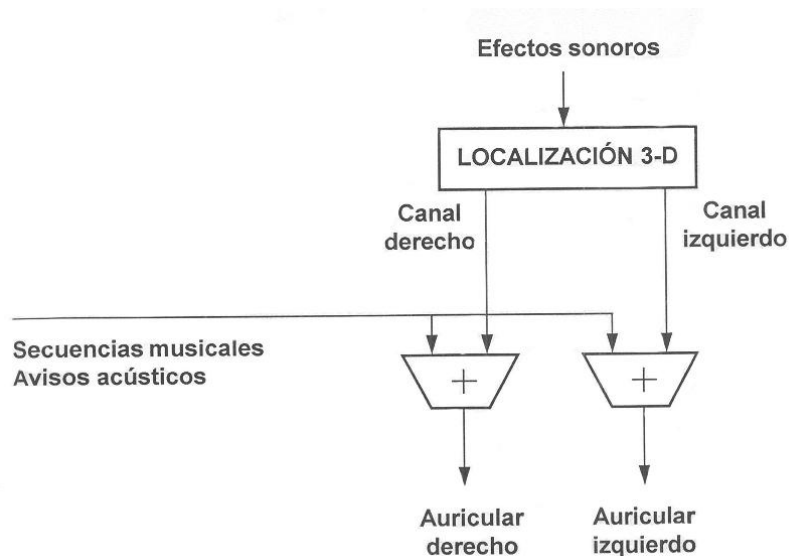 Efectos sonoros
LOCALIZACIÓN 3-D
Canal
derecho
Canal
izquierdo
Secuencias musicales
Avisos acústicos
+
+
Auricular
derecho
Auricular
izquierdo